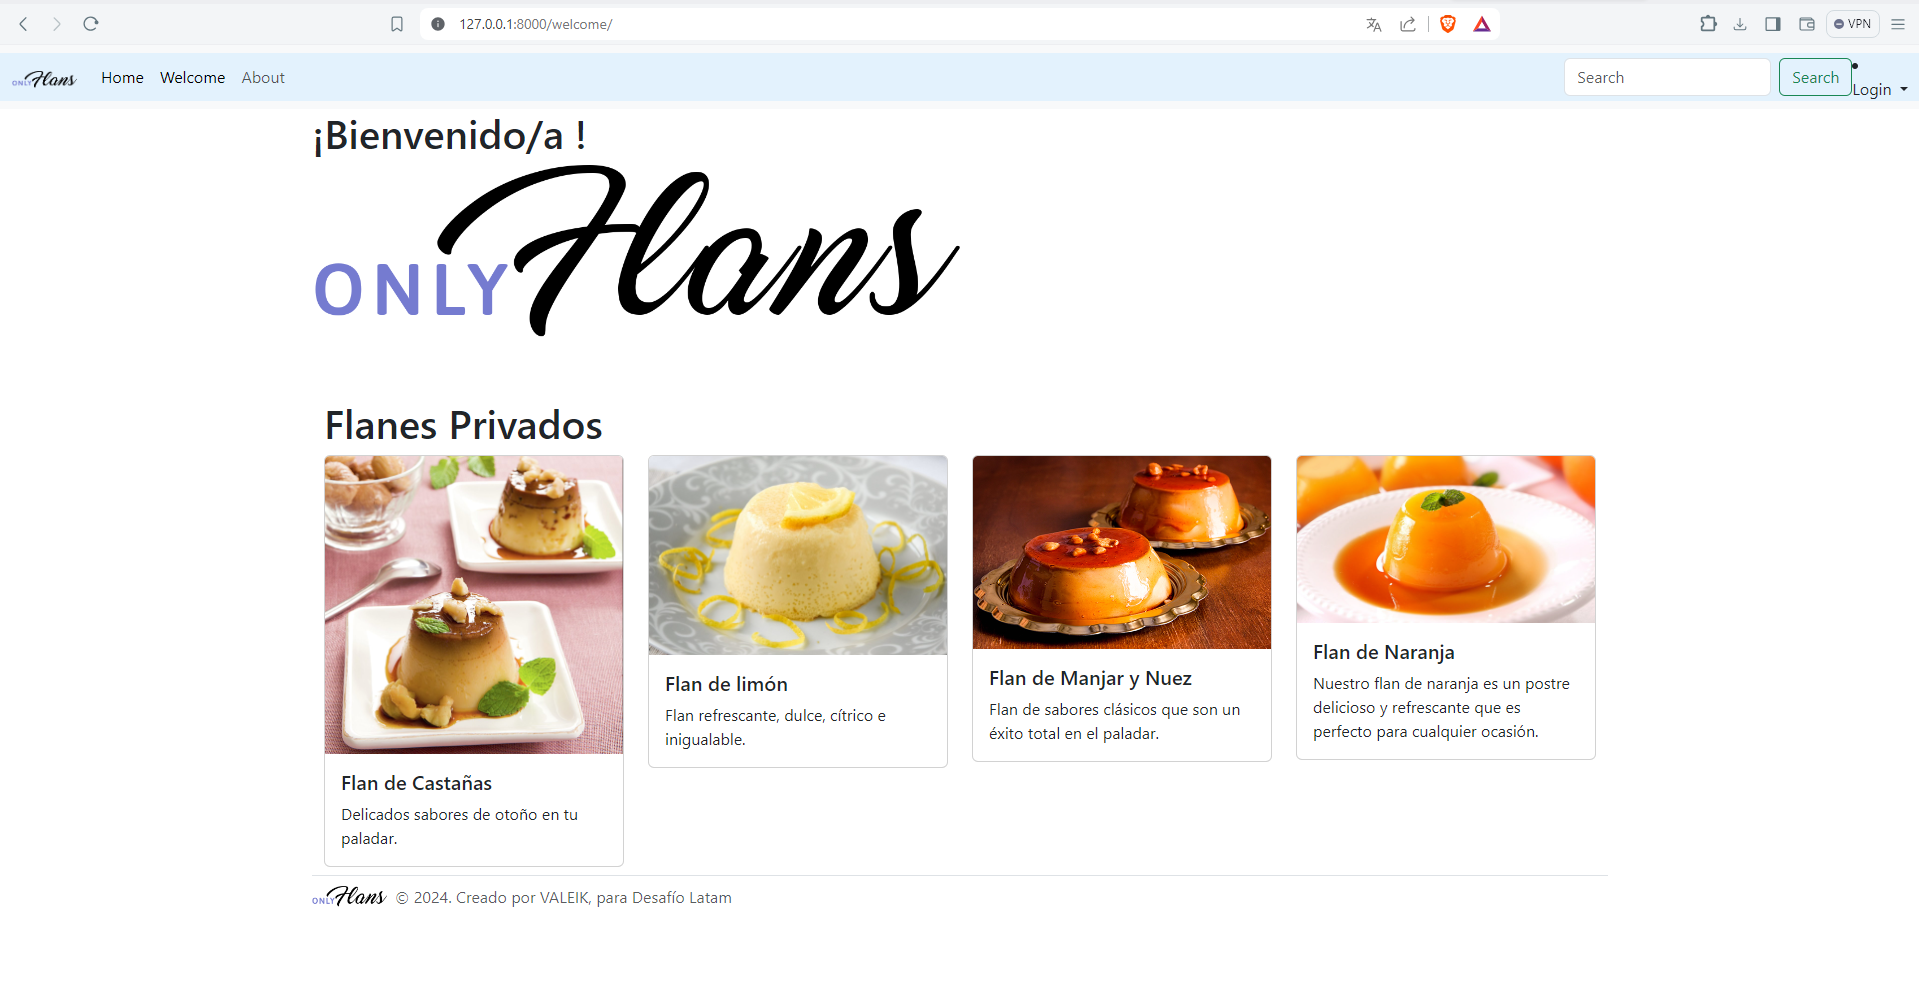 127.0.0.1:8000/welcome/
VPN
ONLY Flans
Home
Welcome
About
Search
Search
Login
¡Bienvenido/a !
ONLY Flans
Flanes Privados
Flan de Castañas
Delicados sabores de otoño en tu
paladar.
Flan de limón
Flan refrescante, dulce, cítrico e
inigualable.
Flan de Manjar y Nuez
Flan de sabores clásicos que son un
éxito total en el paladar.
Flan de Naranja
Nuestro flan de naranja es un postre
delicioso y refrescante que es
perfecto para cualquier ocasión.
ONLY Flans © 2024. Creado por VALEIK, para Desafío Latam